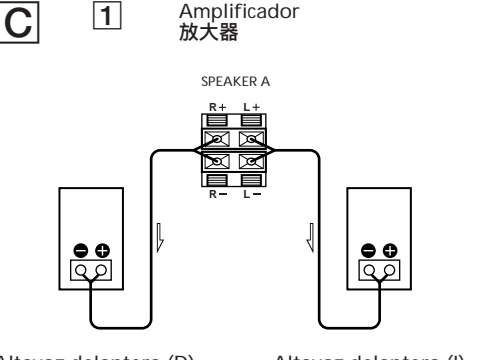 C
1
Amplificador
放大器
SPEAKER A
R+ L+
R− L−
Altavoz delantero (D)
Altavoz delantero (I)